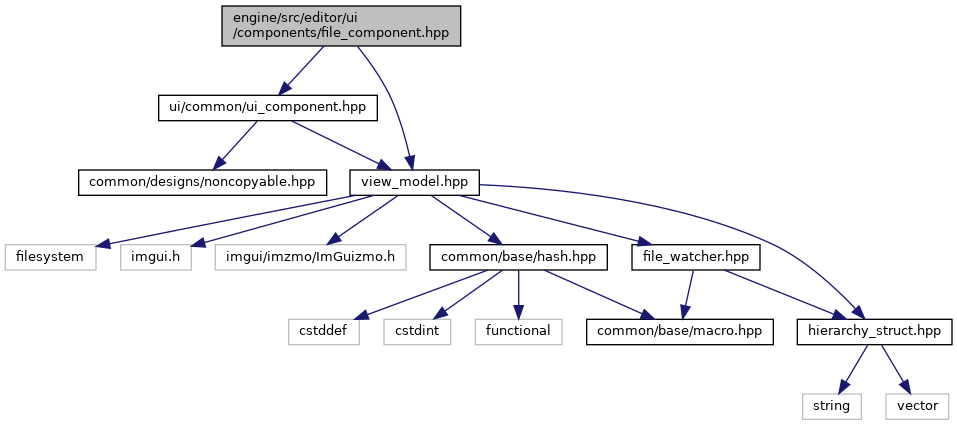 engine/src/editor/ui
/components/file_component.hpp
ui/common/ui_component.hpp
common/designs/noncopyable.hpp
view_model.hpp
filesystem
imgui.h
imgui/imzmo/ImGuizmo.h
common/base/hash.hpp
file_watcher.hpp
cstddef
cstdint
functional
common/base/macro.hpp
hierarchy_struct.hpp
string
vector